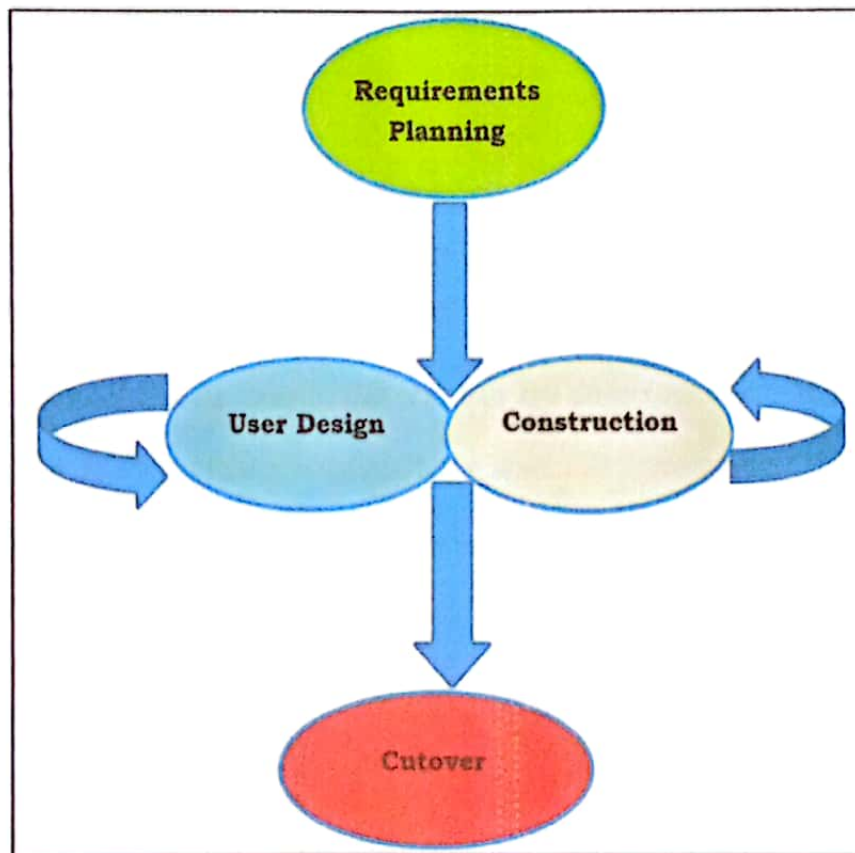 Requirements
Planning
User Design
Construction
Cutover